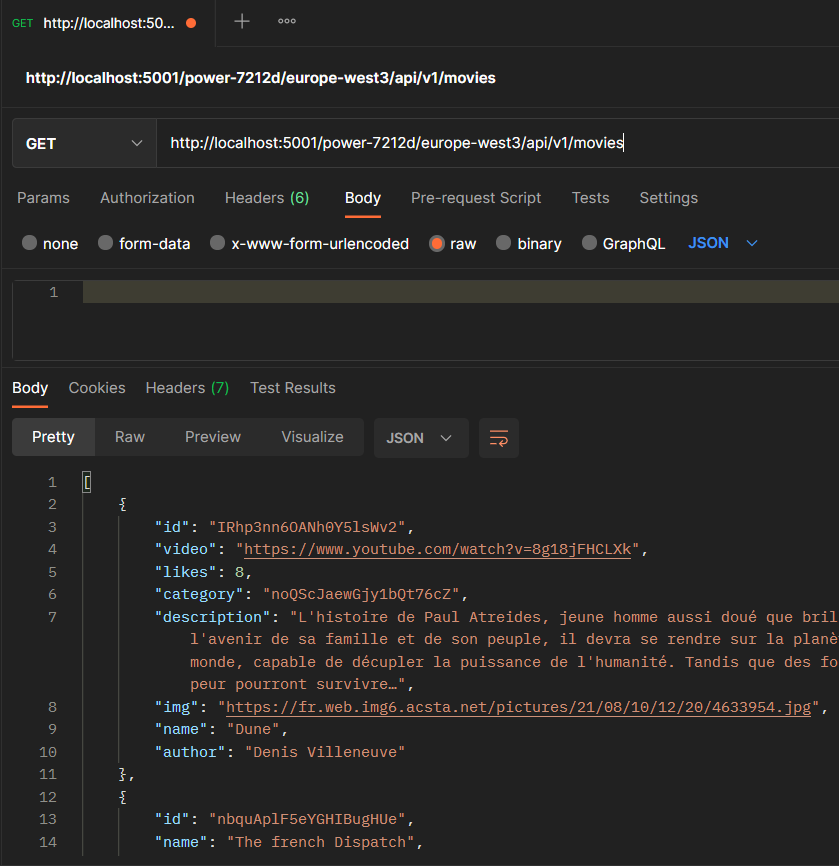 GET http://localhost:50...
http://localhost:5001/power-7212d/europe-west3/api/v1/movies
GET http://localhost:5001/power-7212d/europe-west3/api/v1/movies
Params Authorization Headers (6) Body Pre-request Script Tests Settings
none form-data x-www-form-urlencoded raw binary GraphQL JSON
1
Body Cookies Headers (7) Test Results
Pretty Raw Preview Visualize JSON
1 [
2 {
3 "id": "IRhp3nn6OANh0Y5lsWv2",
4 "video": "https://www.youtube.com/watch?v=8g18jFHCLXk",
5 "likes": 8,
6 "category": "noQScJaewGjy1bQt76cZ",
7 "description": "L'histoire de Paul Atreides, jeune homme aussi doué que bril
l'avenir de sa famille et de son peuple, il devra se rendre sur la planè
monde, capable de décupler la puissance de l'humanité. Tandis que des fo
peur pourront survivre…",
8 "img": "https://fr.web.img6.acsta.net/pictures/21/08/10/12/20/4633954.jpg",
9 "name": "Dune",
10 "author": "Denis Villeneuve"
11 },
12 {
13 "id": "nbquAplF5eYGHIBugHUe",
14 "name": "The french Dispatch",